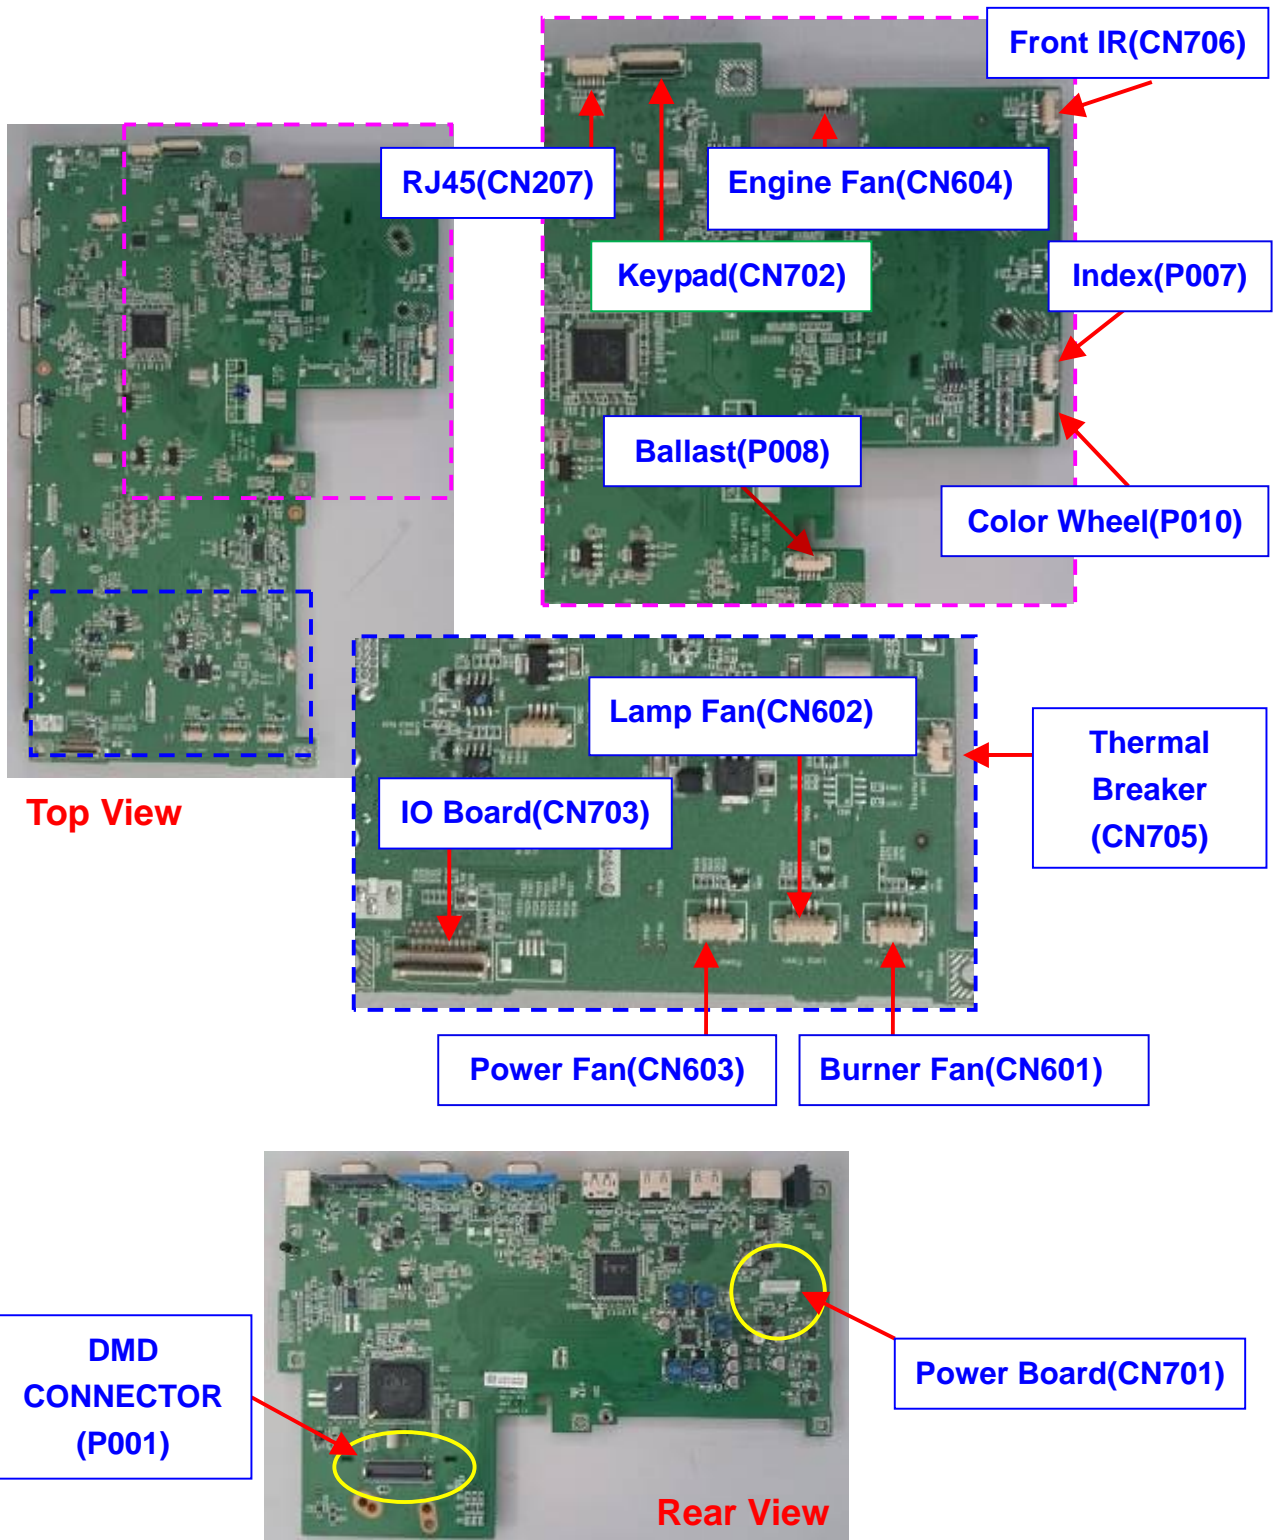 Front IR(CN706)
RJ45(CN207)
Engine Fan(CN604)
Keypad(CN702)
Index(P007)
Ballast(P008)
Color Wheel(P010)
Top View
Lamp Fan(CN602)
IO Board(CN703)
Thermal
Breaker
(CN705)
Power Fan(CN603)
Burner Fan(CN601)
DMD
CONNECTOR
(P001)
Power Board(CN701)
Rear View